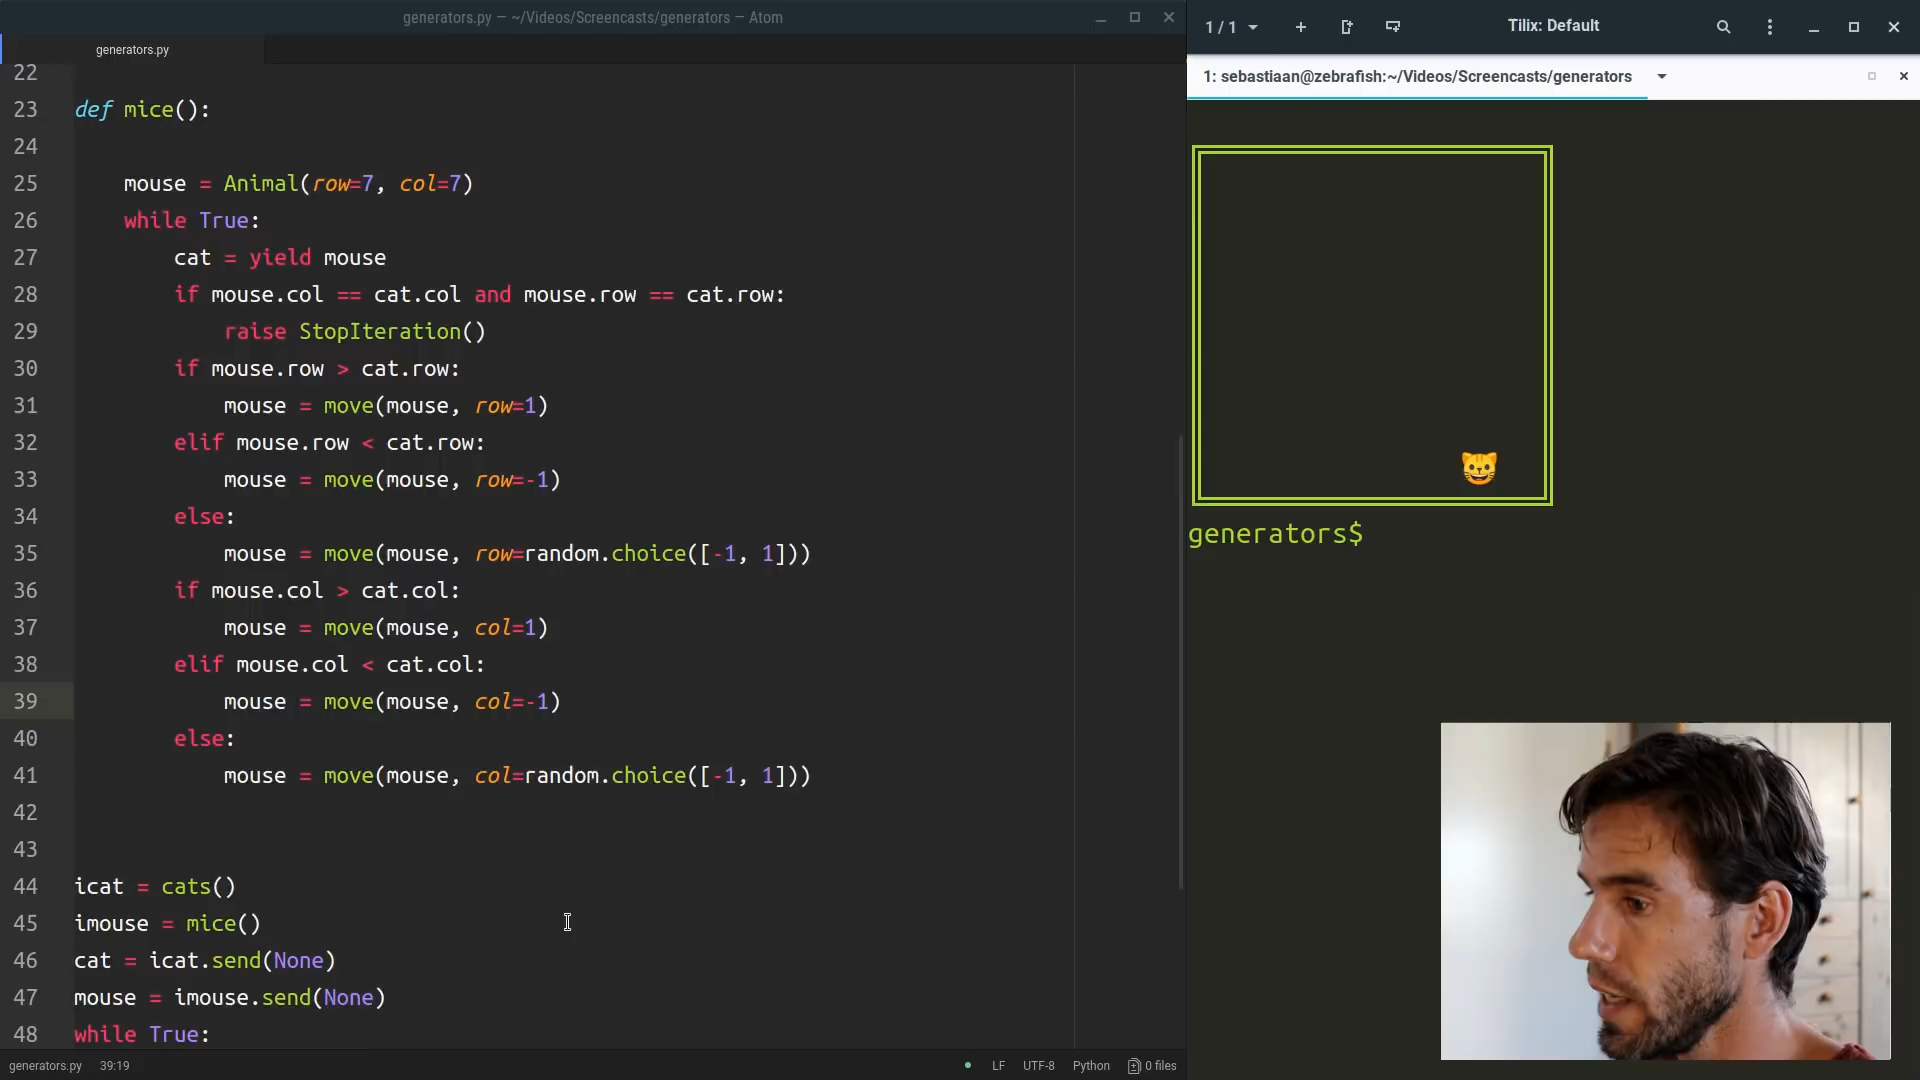 generators.py — ~/Videos/Screencasts/generators — Atom
generators.py
22
23 def mice():
24
25     mouse = Animal(row=7, col=7)
26     while True:
27         cat = yield mouse
28         if mouse.col == cat.col and mouse.row == cat.row:
29             raise StopIteration()
30         if mouse.row > cat.row:
31             mouse = move(mouse, row=1)
32         elif mouse.row < cat.row:
33             mouse = move(mouse, row=-1)
34         else:
35             mouse = move(mouse, row=random.choice([-1, 1]))
36         if mouse.col > cat.col:
37             mouse = move(mouse, col=1)
38         elif mouse.col < cat.col:
39             mouse = move(mouse, col=-1)
40         else:
41             mouse = move(mouse, col=random.choice([-1, 1]))
42
43
44 icat = cats()
45 imouse = mice()
46 cat = icat.send(None)
47 mouse = imouse.send(None)
48 while True:
generators.py 39:19 LF UTF-8 Python 0 files
1 / 1 Tilix: Default
1: sebastiaan@zebrafish:~/Videos/Screencasts/generators
generators$